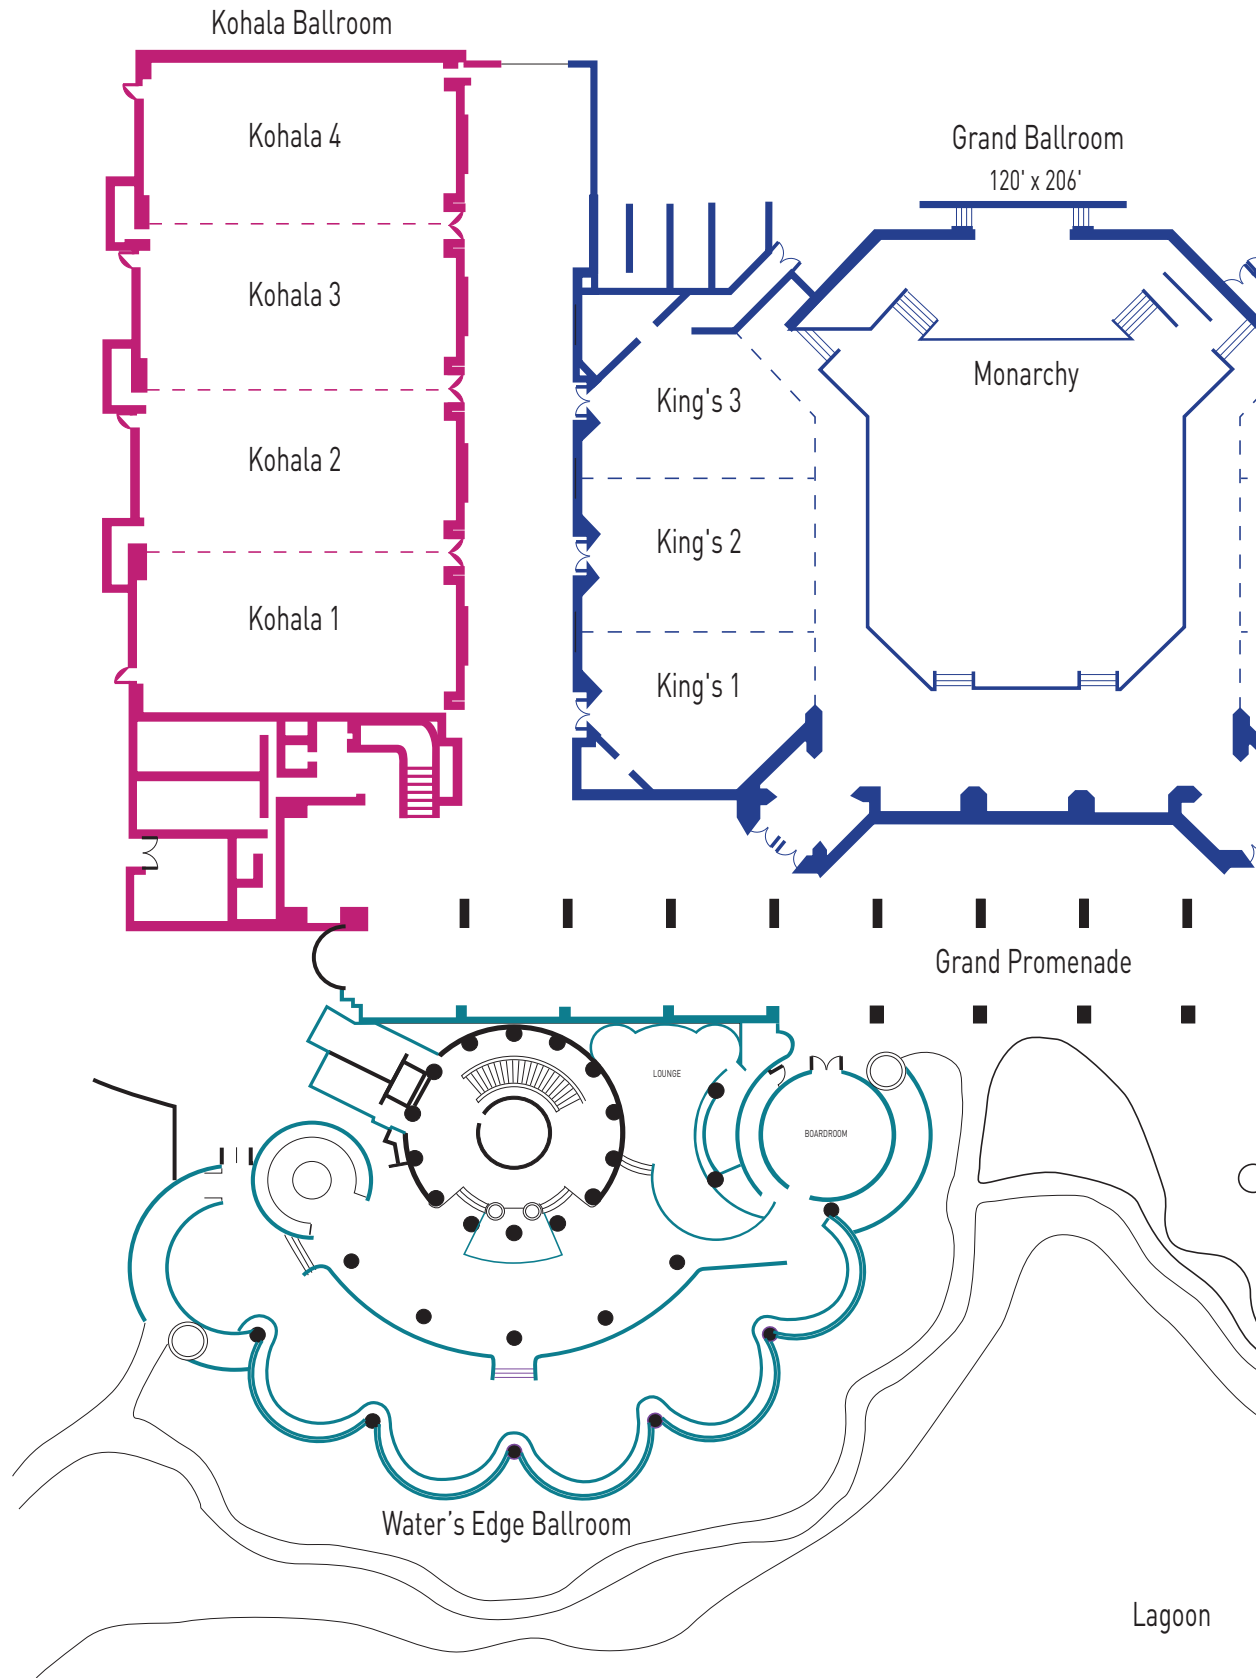 Kohala Ballroom
Kohala 4
Grand Ballroom
120' x 206'
Kohala 3
Monarchy
King's 3
Kohala 2
King's 2
Kohala 1
King's 1
Grand Promenade
LOUNGE
BOARDROOM
Water’s Edge Ballroom
Lagoon